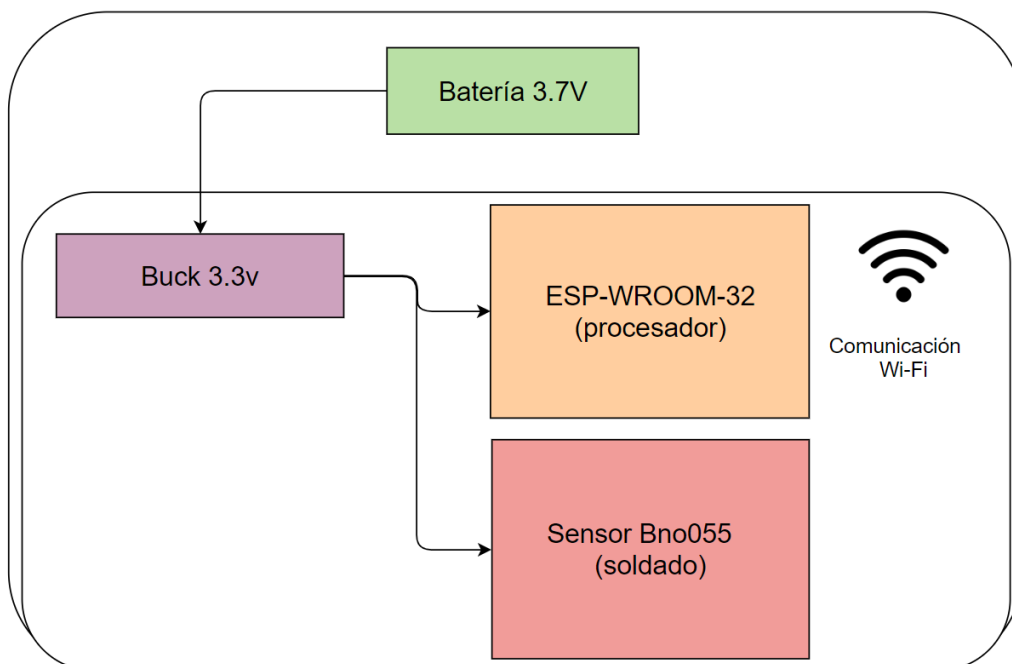 Batería 3.7V
Buck 3.3v
ESP-WROOM-32
(procesador)
Comunicación
Wi-Fi
Sensor Bno055
(soldado)